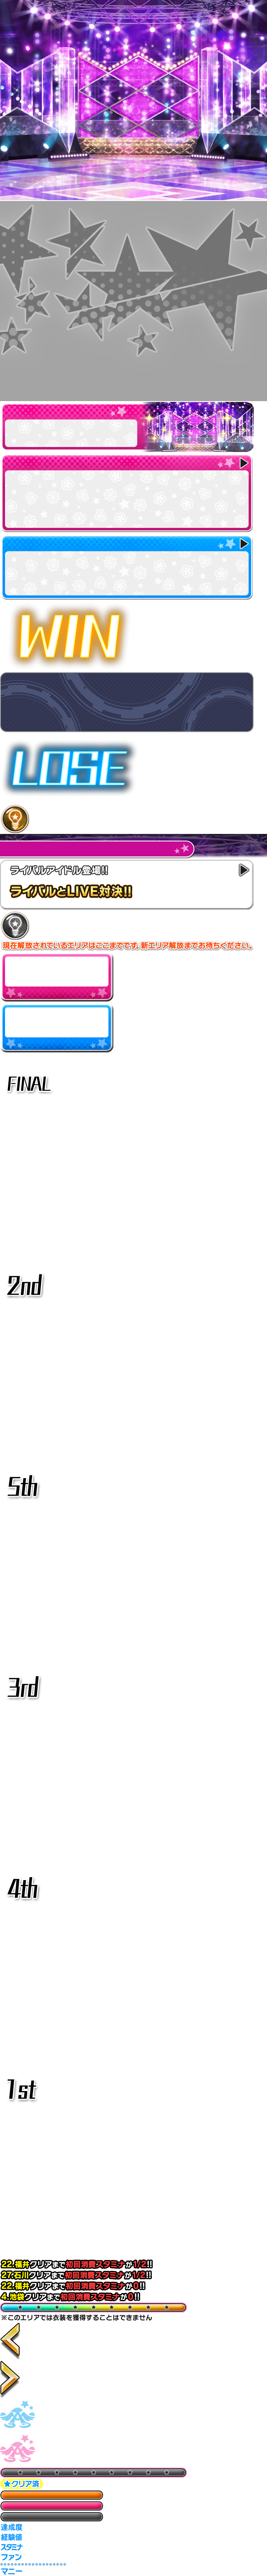 WIN
LOSE
ライバルアイドル登場!!
ライバルとLIVE対決!!
現在解放されているエリアはここまでです。新エリア解放までお待ちください。
FINAL
2nd
5th
3rd
4th
1st
22.福井クリアまで初回消費スタミナが1/2!!
27.石川クリアまで初回消費スタミナが1/2!!
22.福井クリアまで初回消費スタミナが0!!
4.池袋クリアまで初回消費スタミナが0!!
※このエリアでは衣装を獲得することはできません
★クリア済
達成度
経験値
スタミナ
ファン
マニー